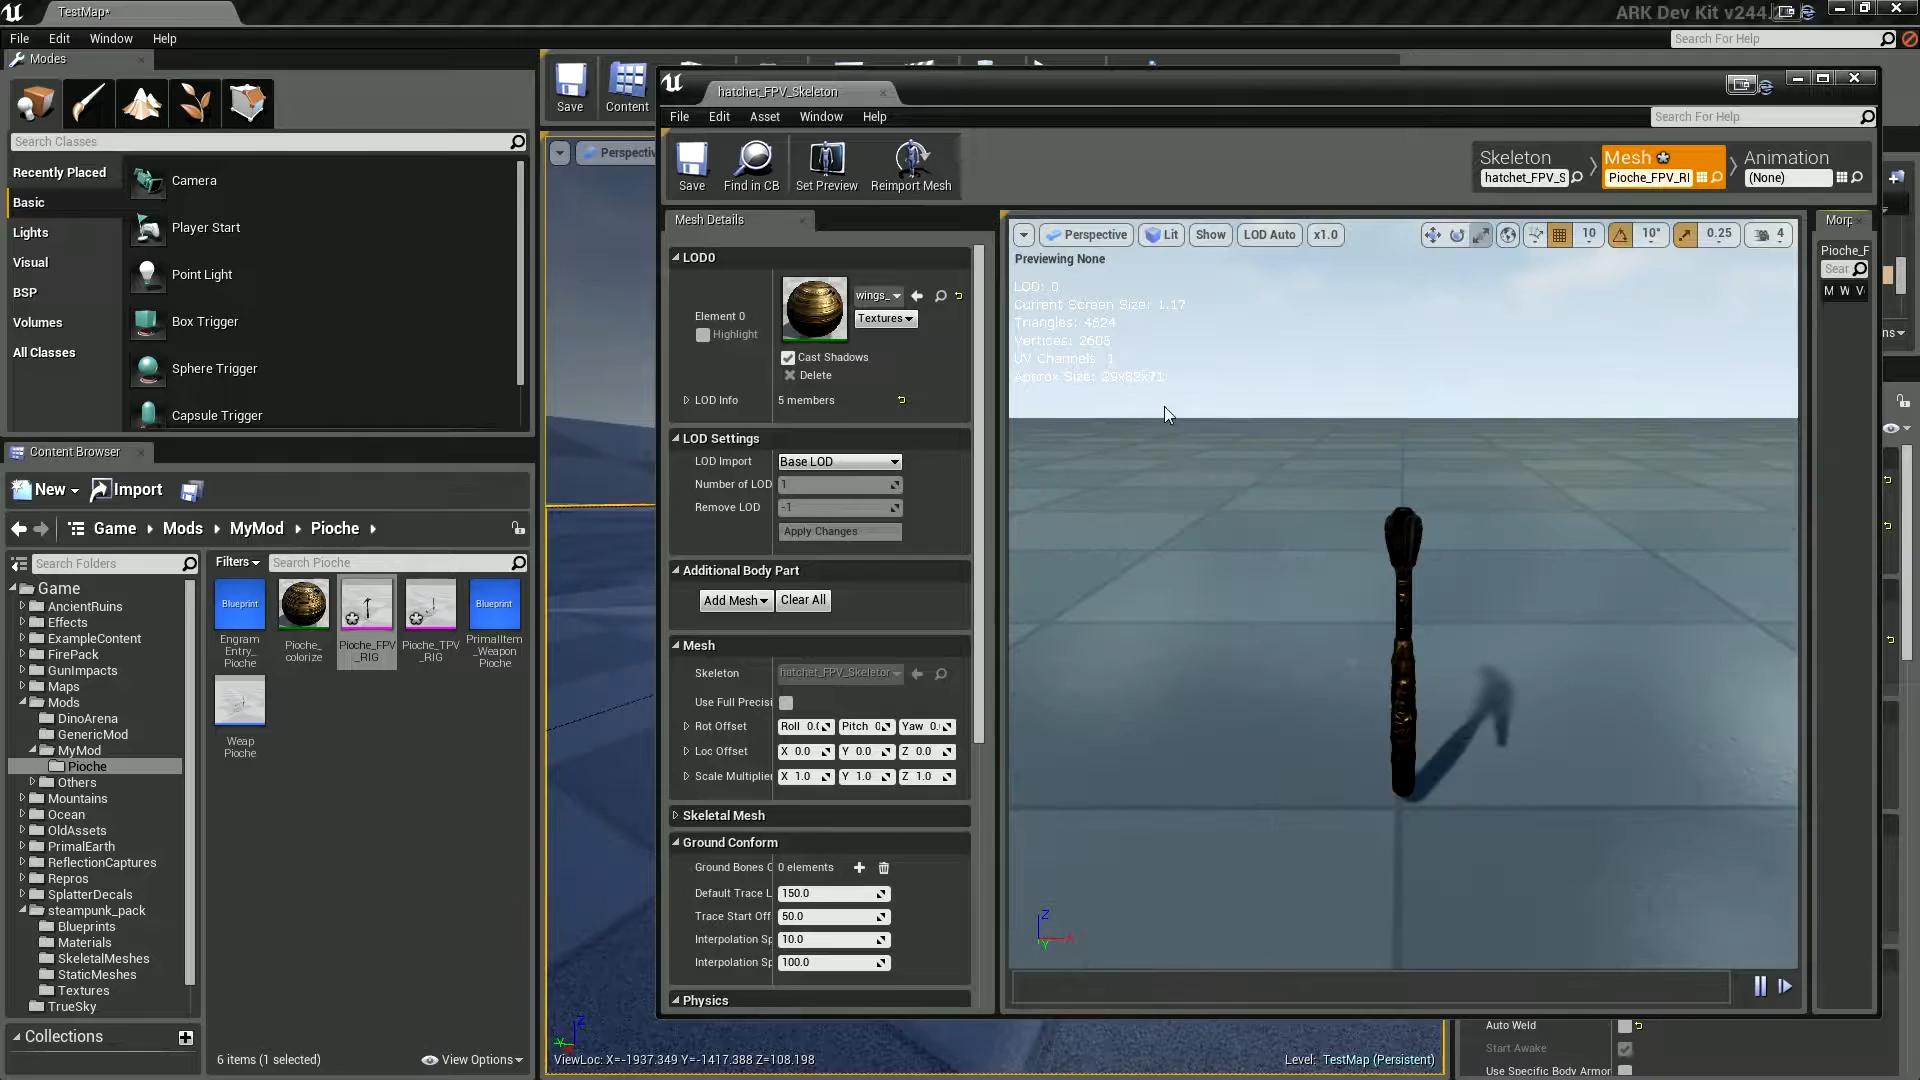 TestMap*
ARK Dev Kit v244.
File Edit Window Help
Search For Help
Modes
Search Classes
Recently Placed
Basic
Lights
Visual
BSP
Volumes
All Classes
Camera
Player Start
Point Light
Box Trigger
Sphere Trigger
Capsule Trigger
Save
Content
Perspectiv
hatchet_FPV_Skeleton
File Edit Asset Window Help
Search For Help
Save
Find in CB
Set Preview
Reimport Mesh
Skeleton
hatchet_FPV_S
Mesh
Pioche_FPV_RI
Animation
(None)
Mesh Details
LOD0
Element 0
Highlight
wings_
Textures
Cast Shadows
Delete
LOD Info 5 members
LOD Settings
LOD Import Base LOD
Number of LOD 1
Remove LOD -1
Apply Changes
Additional Body Part
Add Mesh Clear All
Mesh
Skeleton hatchet_FPV_Skeleton
Use Full Precisi
Rot Offset Roll 0.( Pitch 0 Yaw 0.
Loc Offset X 0.0 Y 0.0 Z 0.0
Scale Multiplie X 1.0 Y 1.0 Z 1.0
Skeletal Mesh
Ground Conform
Ground Bones C 0 elements
Default Trace L 150.0
Trace Start Off 50.0
Interpolation Sp 10.0
Interpolation Sp 100.0
Physics
Perspective Lit Show LOD Auto x1.0
10 10° 0.25 4
Previewing None
LOD: 0
Current Screen Size: 1.17
Triangles: 4624
Vertices: 2605
UV Channels: 1
Approx Size: 29x82x71
Z
X
Y
Morp
Pioche_F
Sear
M W V
ns
Content Browser
New Import
Game Mods MyMod Pioche
Search Folders
Filters Search Pioche
Game
AncientRuins
Effects
ExampleContent
FirePack
GunImpacts
Maps
Mods
DinoArena
GenericMod
MyMod
Pioche
Others
Mountains
Ocean
OldAssets
PrimalEarth
ReflectionCaptures
Repros
SplatterDecals
steampunk_pack
Blueprints
Materials
SkeletalMeshes
StaticMeshes
Textures
TrueSky
Collections
Blueprint
Engram
Entry_
Pioche
Pioche_
colorize
Pioche_FPV
_RIG
Pioche_TPV
_RIG
Blueprint
PrimalItem_
Weapon
Pioche
Weap
Pioche
6 items (1 selected)
View Options
Z
Y
ViewLoc: X=-1937.349 Y=-1417.388 Z=108.198
Level: TestMap (Persistent)
Auto Weld
Start Awake
Use Specific Body Armor